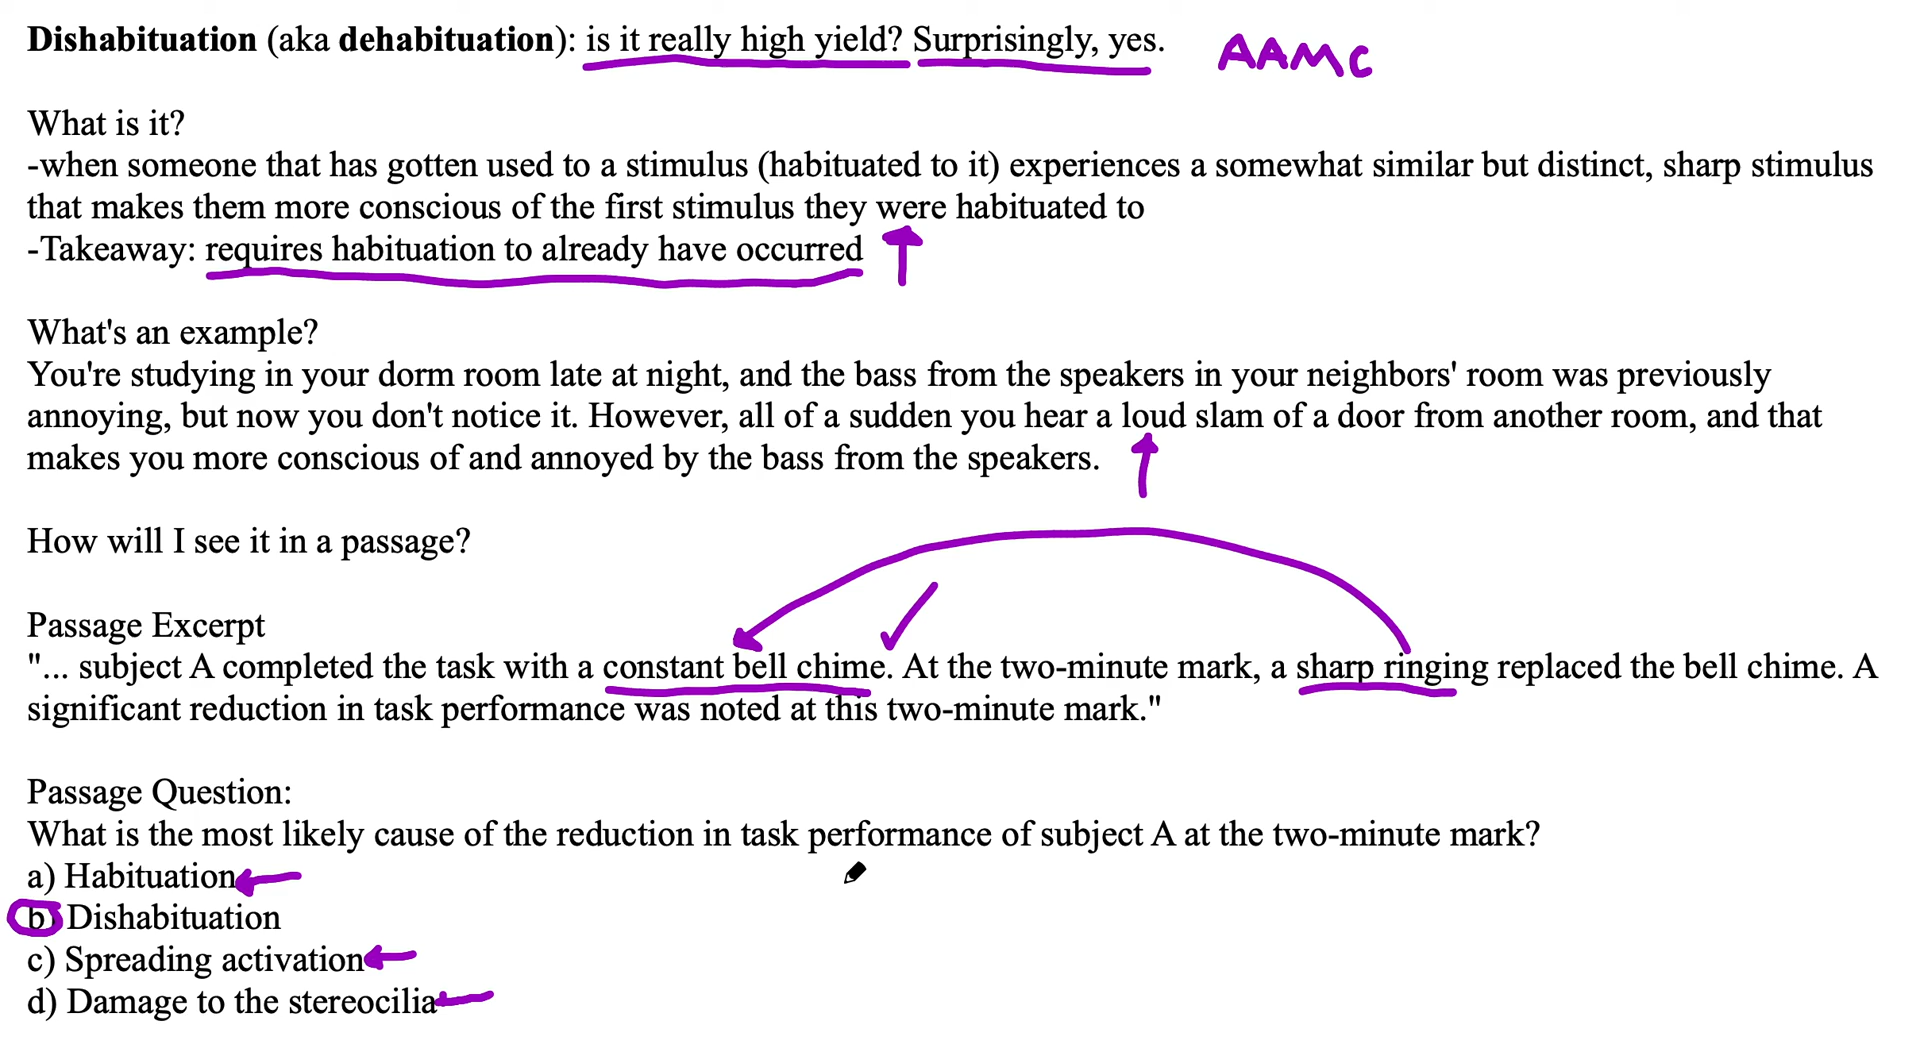 Dishabituation (aka dehabituation): is it really high yield? Surprisingly, yes. AAMC
What is it?
-when someone that has gotten used to a stimulus (habituated to it) experiences a somewhat similar but distinct, sharp stimulus
that makes them more conscious of the first stimulus they were habituated to
-Takeaway: requires habituation to already have occurred
What's an example?
You're studying in your dorm room late at night, and the bass from the speakers in your neighbors' room was previously
annoying, but now you don't notice it. However, all of a sudden you hear a loud slam of a door from another room, and that
makes you more conscious of and annoyed by the bass from the speakers.
How will I see it in a passage?
Passage Excerpt
"... subject A completed the task with a constant bell chime. At the two-minute mark, a sharp ringing replaced the bell chime. A
significant reduction in task performance was noted at this two-minute mark."
Passage Question:
What is the most likely cause of the reduction in task performance of subject A at the two-minute mark?
a) Habituation
b) Dishabituation
c) Spreading activation
d) Damage to the stereocilia